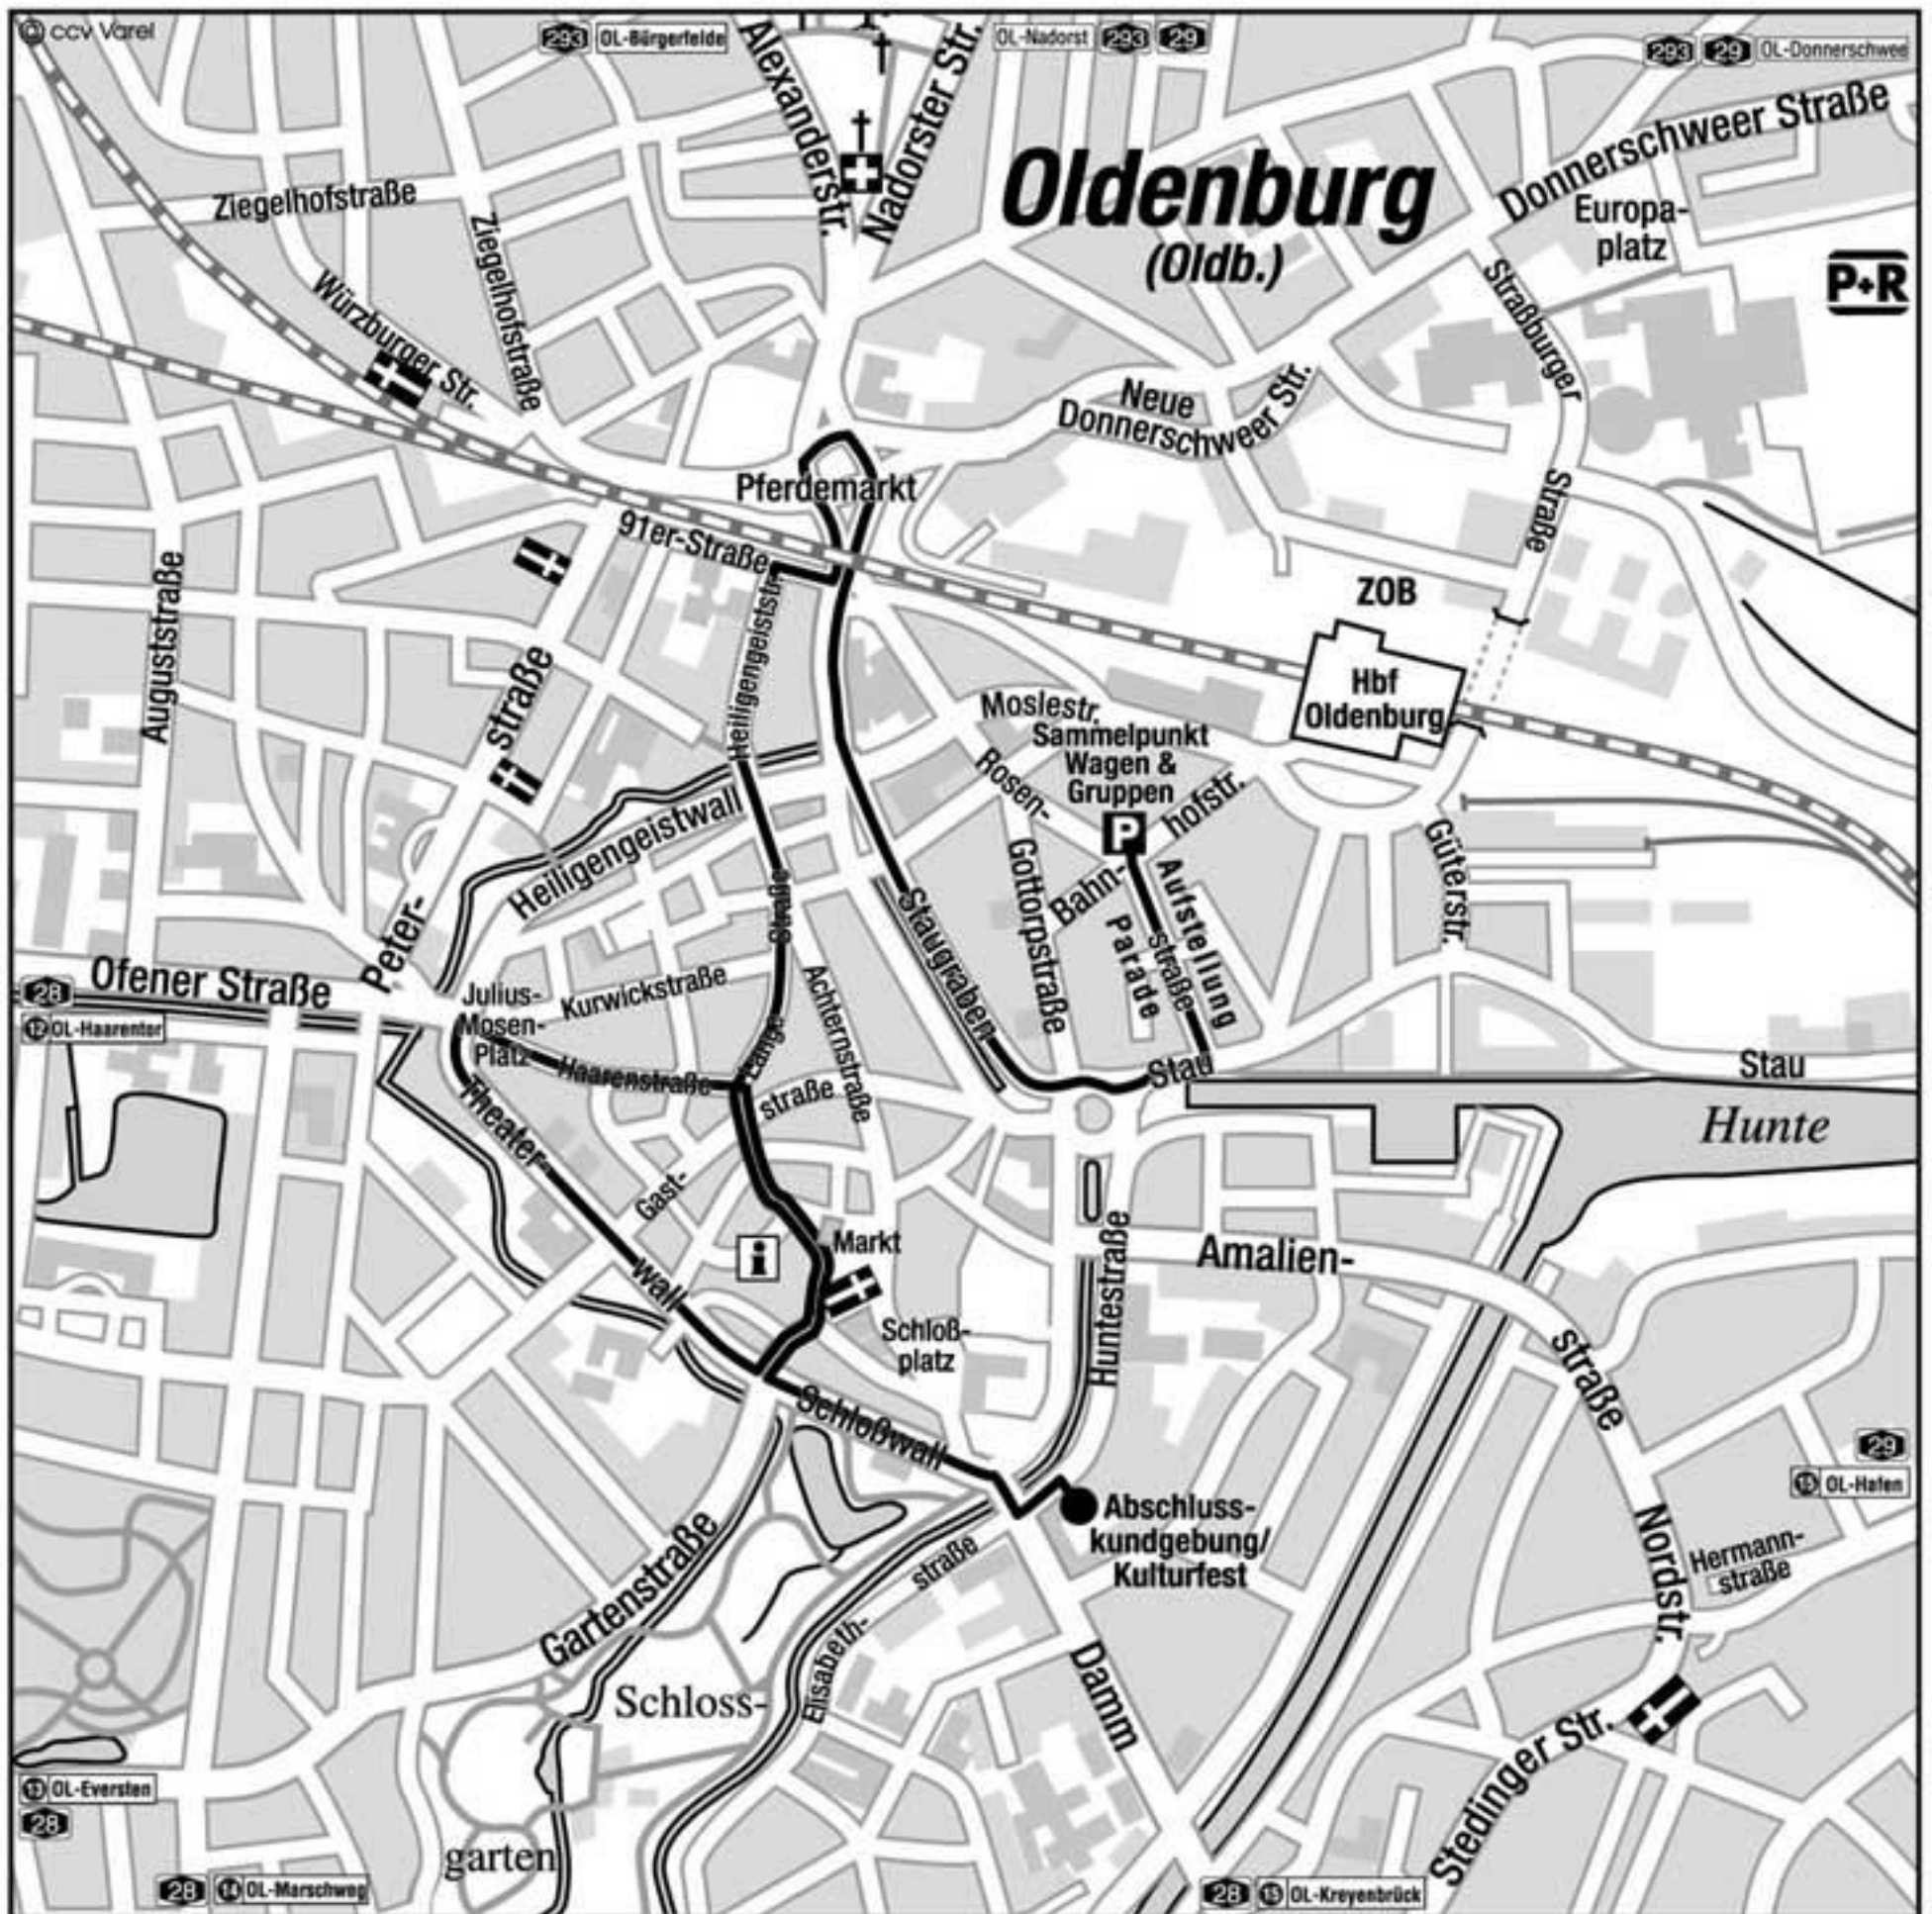 ccv Varel
293 OL-Bürgerfelde
Alexanderstr.
Nadorster Str.
OL-Nadorst 293 29
293 29 OL-Donnerschwee
Donnerschweer Straße
Oldenburg
(Oldb.)
Europa-
platz
P+R
Ziegelhofstraße
Ziegelhofstraße
Würzburger Str.
Straßburger
Straße
Neue
Donnerschweer Str.
Pferdemarkt
91er-Straße
ZOB
Hbf
Oldenburg
Auguststraße
Peter-
straße
Heiligengeiststr.
Moslestr.
Sammelpunkt
Wagen &
Gruppen
P
Rosen-
Bahn-
hofstr.
straße
Gottorpstraße
Aufstellung
Parade
Güterstr.
Heiligengeistwall
Staugraben
Lange
Straße
Achternstraße
Ofener Straße
28
12 OL-Haarentor
Julius-
Mosen-
Platz
Kurwickstraße
Haarenstraße
Stau
Stau
Hunte
Theater-
wall
Gast-
straße
i
Markt
Schloß-
platz
Huntestraße
Amalien-
straße
Schloßwall
29
15 OL-Hafen
Abschluss-
kundgebung/
Kulturfest
Nordstr.
Hermann-
straße
Gartenstraße
Elisabeth-
straße
Schloss-
garten
Damm
Stedinger Str.
13 OL-Eversten
28
28 14 OL-Marschweg
28 15 OL-Kreyenbrück